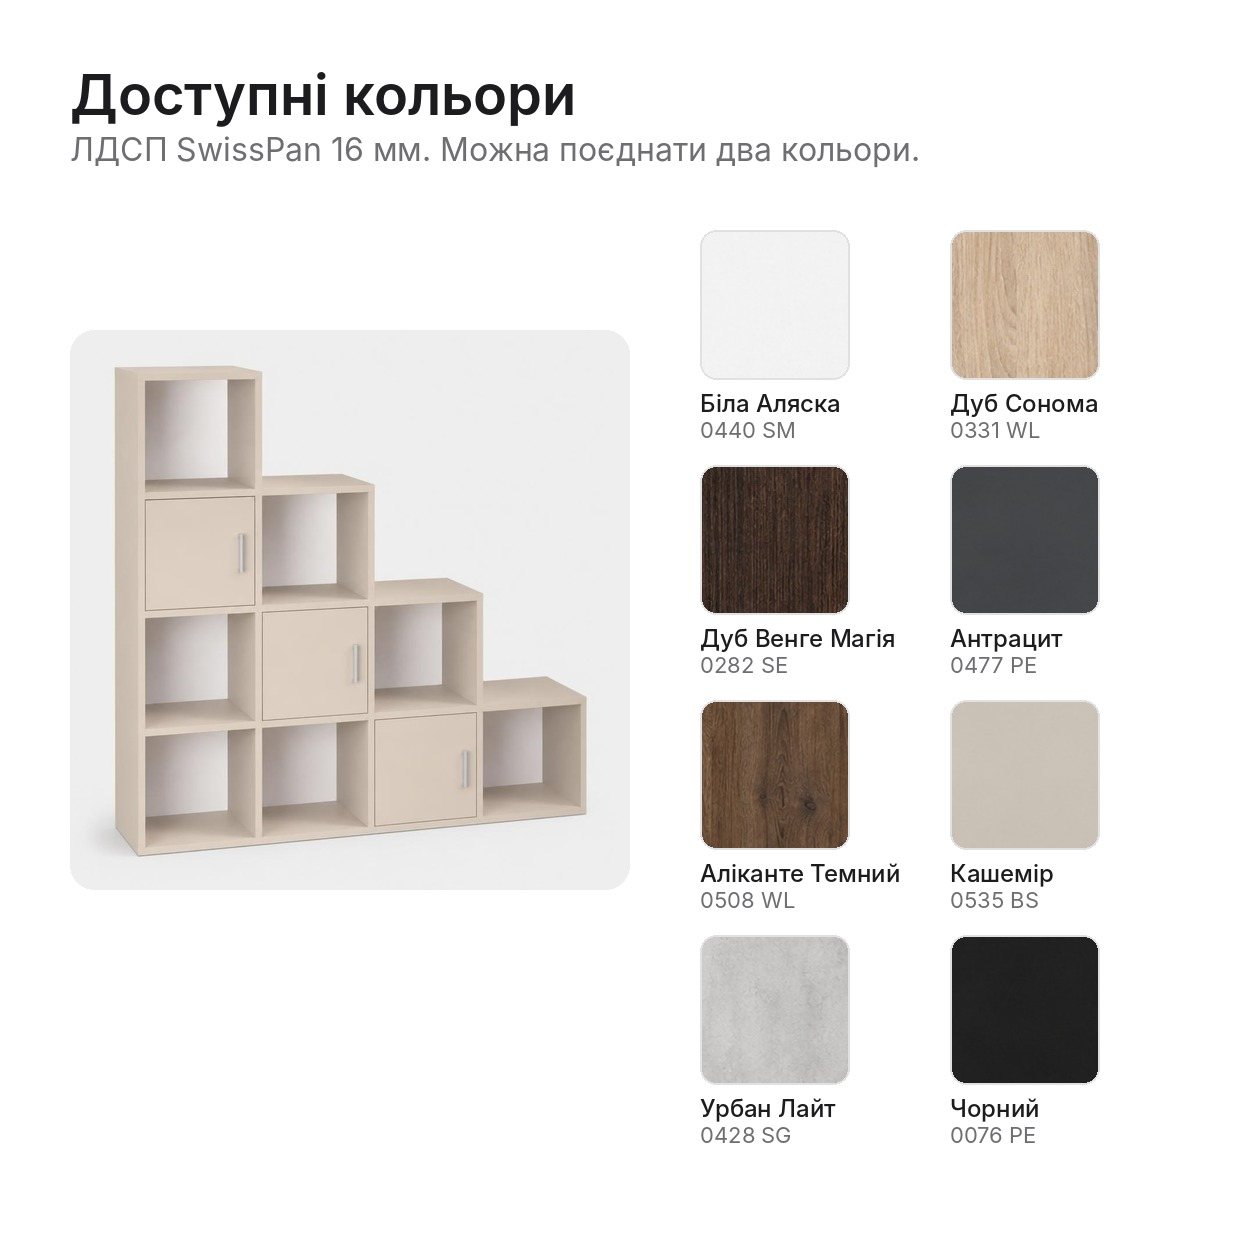 Доступні кольори
ЛДСП SwissPan 16 мм. Можна поєднати два кольори.
Біла Аляска
0440 SM
Дуб Сонома
0331 WL
Дуб Венге Магія
0282 SE
Антрацит
0477 PE
Аліканте Темний
0508 WL
Кашемір
0535 BS
Урбан Лайт
0428 SG
Чорний
0076 PE